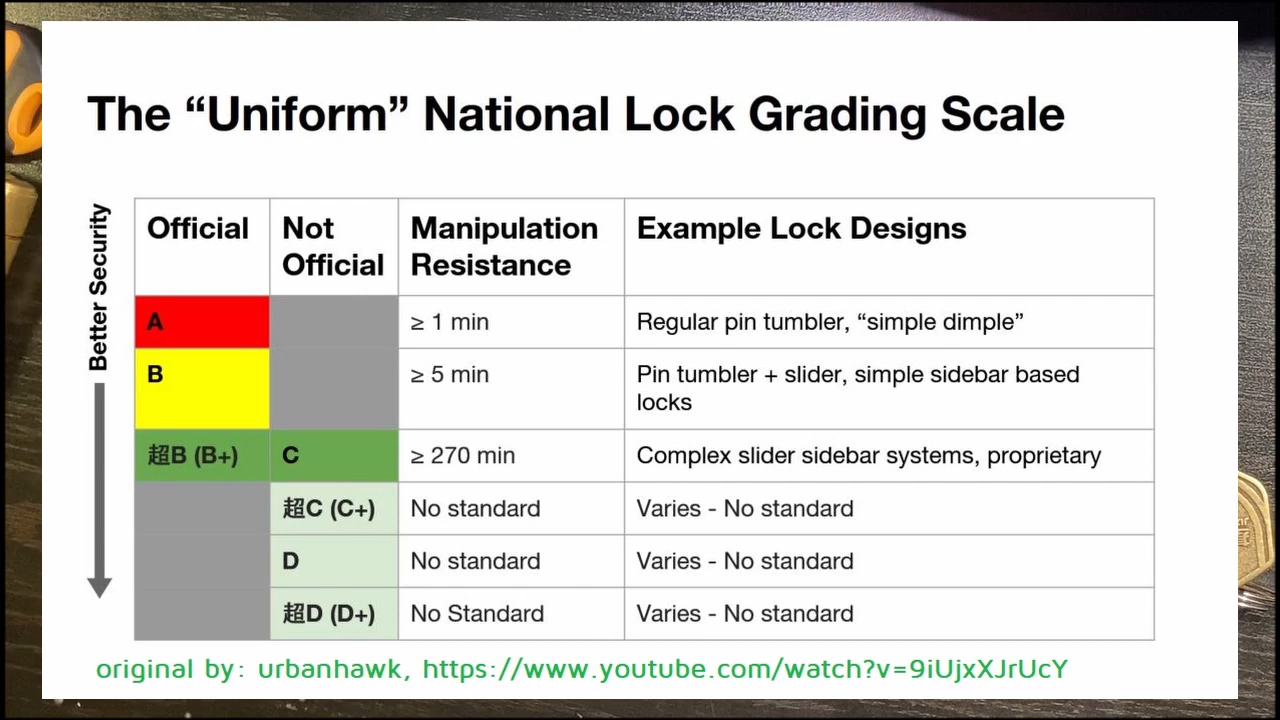 The “Uniform” National Lock Grading Scale
Better Security
Official
Not
Official
Manipulation
Resistance
Example Lock Designs
A
≥ 1 min
Regular pin tumbler, “simple dimple”
B
≥ 5 min
Pin tumbler + slider, simple sidebar based
locks
超B (B+)
C
≥ 270 min
Complex slider sidebar systems, proprietary
超C (C+)
No standard
Varies - No standard
D
No standard
Varies - No standard
超D (D+)
No Standard
Varies - No standard
original by: urbanhawk, https://www.youtube.com/watch?v=9iUjxXJrUcY